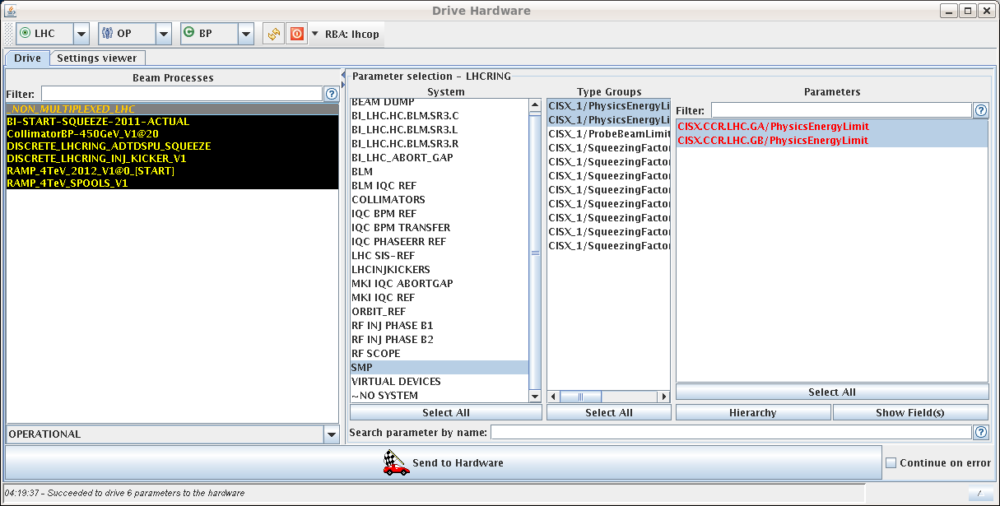 Drive Hardware
LHC OP BP RBA: lhcop
Drive Settings viewer
Beam Processes
Filter:
_NON_MULTIPLEXED_LHC
BI-START-SQUEEZE-2011-ACTUAL
CollimatorBP-450GeV_V1@20
DISCRETE_LHCRING_ADTDSPU_SQUEEZE
DISCRETE_LHCRING_INJ_KICKER_V1
RAMP_4TeV_2012_V1@0_[START]
RAMP_4TeV_SPOOLS_V1
OPERATIONAL
Parameter selection - LHCRING
System
BEAM DUMP
BI_LHC.HC.BLM.SR3.C
BI_LHC.HC.BLM.SR3.L
BI_LHC.HC.BLM.SR3.R
BI_LHC_ABORT_GAP
BLM
BLM IQC REF
COLLIMATORS
IQC BPM REF
IQC BPM TRANSFER
IQC PHASEERR REF
LHC SIS-REF
LHCINJKICKERS
MKI IQC ABORTGAP
MKI IQC REF
ORBIT_REF
RF INJ PHASE B1
RF INJ PHASE B2
RF SCOPE
SMP
VIRTUAL DEVICES
~NO SYSTEM
Select All
Type Groups
CISX_1/PhysicsEnergyLi
CISX_1/PhysicsEnergyLi
CISX_1/ProbeBeamLimit
CISX_1/SqueezingFactor
CISX_1/SqueezingFactor
CISX_1/SqueezingFactor
CISX_1/SqueezingFactor
CISX_1/SqueezingFactor
CISX_1/SqueezingFactor
CISX_1/SqueezingFactor
CISX_1/SqueezingFactor
Select All
Parameters
Filter:
CISX.CCR.LHC.GA/PhysicsEnergyLimit
CISX.CCR.LHC.GB/PhysicsEnergyLimit
Select All
Hierarchy Show Field(s)
Search parameter by name:
Send to Hardware
Continue on error
04:19:37 - Succeeded to drive 6 parameters to the hardware